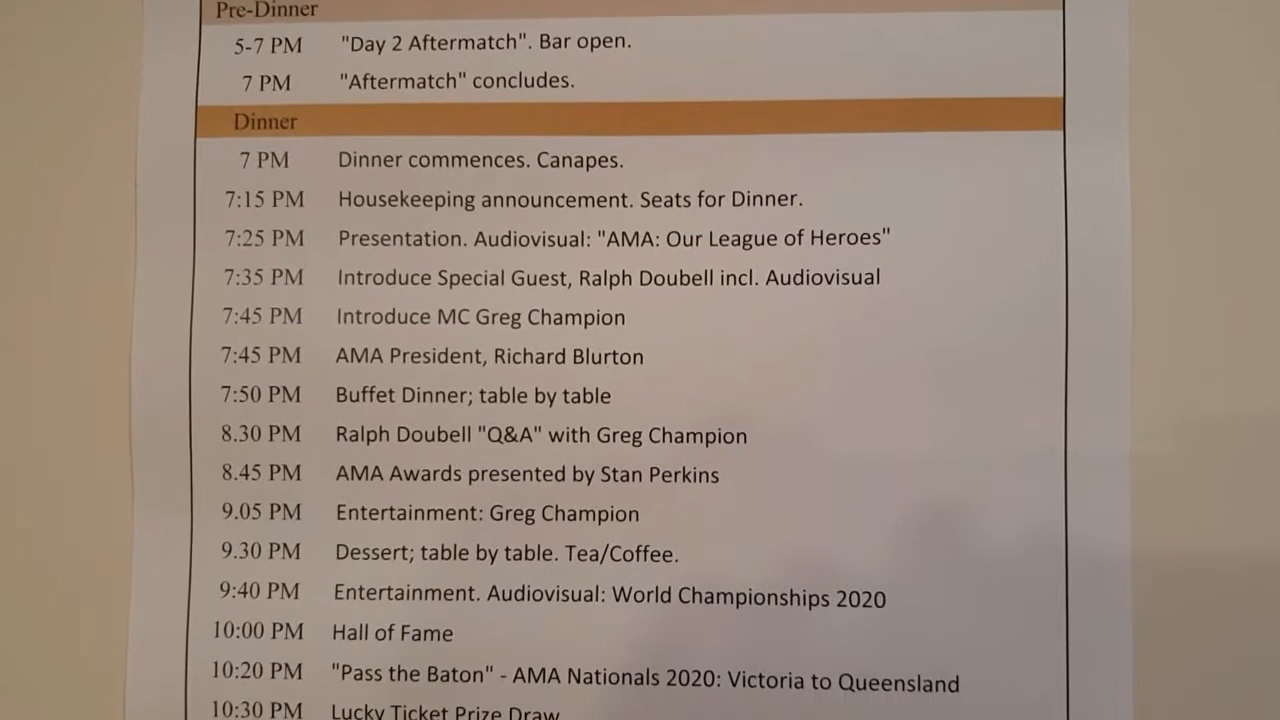 Pre-Dinner
5-7 PM "Day 2 Aftermatch". Bar open.
7 PM "Aftermatch" concludes.
Dinner
7 PM Dinner commences. Canapes.
7:15 PM Housekeeping announcement. Seats for Dinner.
7:25 PM Presentation. Audiovisual: "AMA: Our League of Heroes"
7:35 PM Introduce Special Guest, Ralph Doubell incl. Audiovisual
7:45 PM Introduce MC Greg Champion
7:45 PM AMA President, Richard Blurton
7:50 PM Buffet Dinner; table by table
8.30 PM Ralph Doubell "Q&A" with Greg Champion
8.45 PM AMA Awards presented by Stan Perkins
9.05 PM Entertainment: Greg Champion
9.30 PM Dessert; table by table. Tea/Coffee.
9:40 PM Entertainment. Audiovisual: World Championships 2020
10:00 PM Hall of Fame
10:20 PM "Pass the Baton" - AMA Nationals 2020: Victoria to Queensland
10:30 PM Lucky Ticket Prize Draw